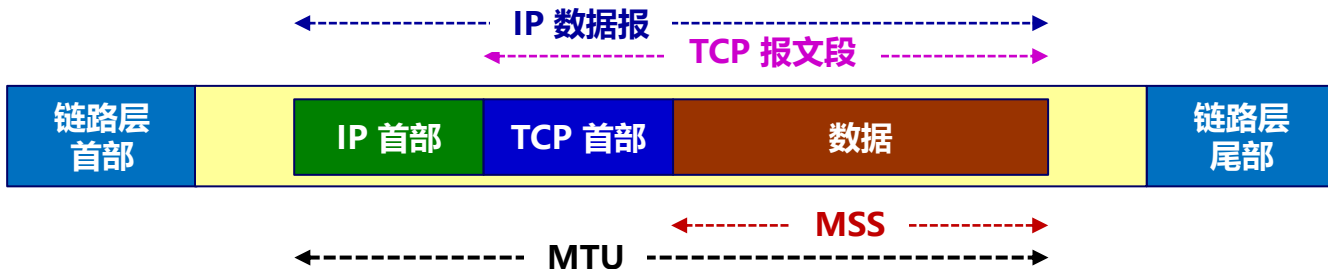 IP 数据报
TCP 报文段
链路层
首部
IP 首部
TCP 首部
数据
链路层
尾部
MSS
MTU